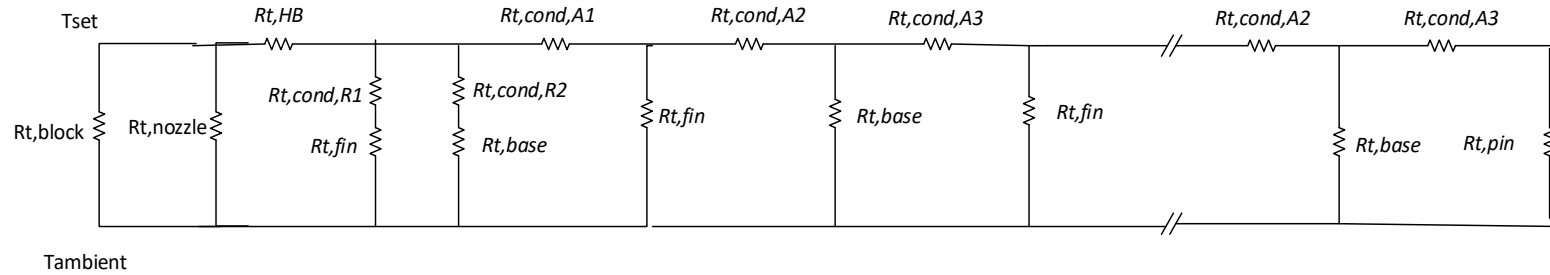 Tset
Rt,HB
Rt,cond,A1
Rt,cond,A2
Rt,cond,A3
Rt,cond,A2
Rt,cond,A3
Rt,block
Rt,nozzle
Rt,cond,R1
Rt,fin
Rt,cond,R2
Rt,base
Rt,fin
Rt,base
Rt,fin
Rt,base
Rt,pin
Tambient